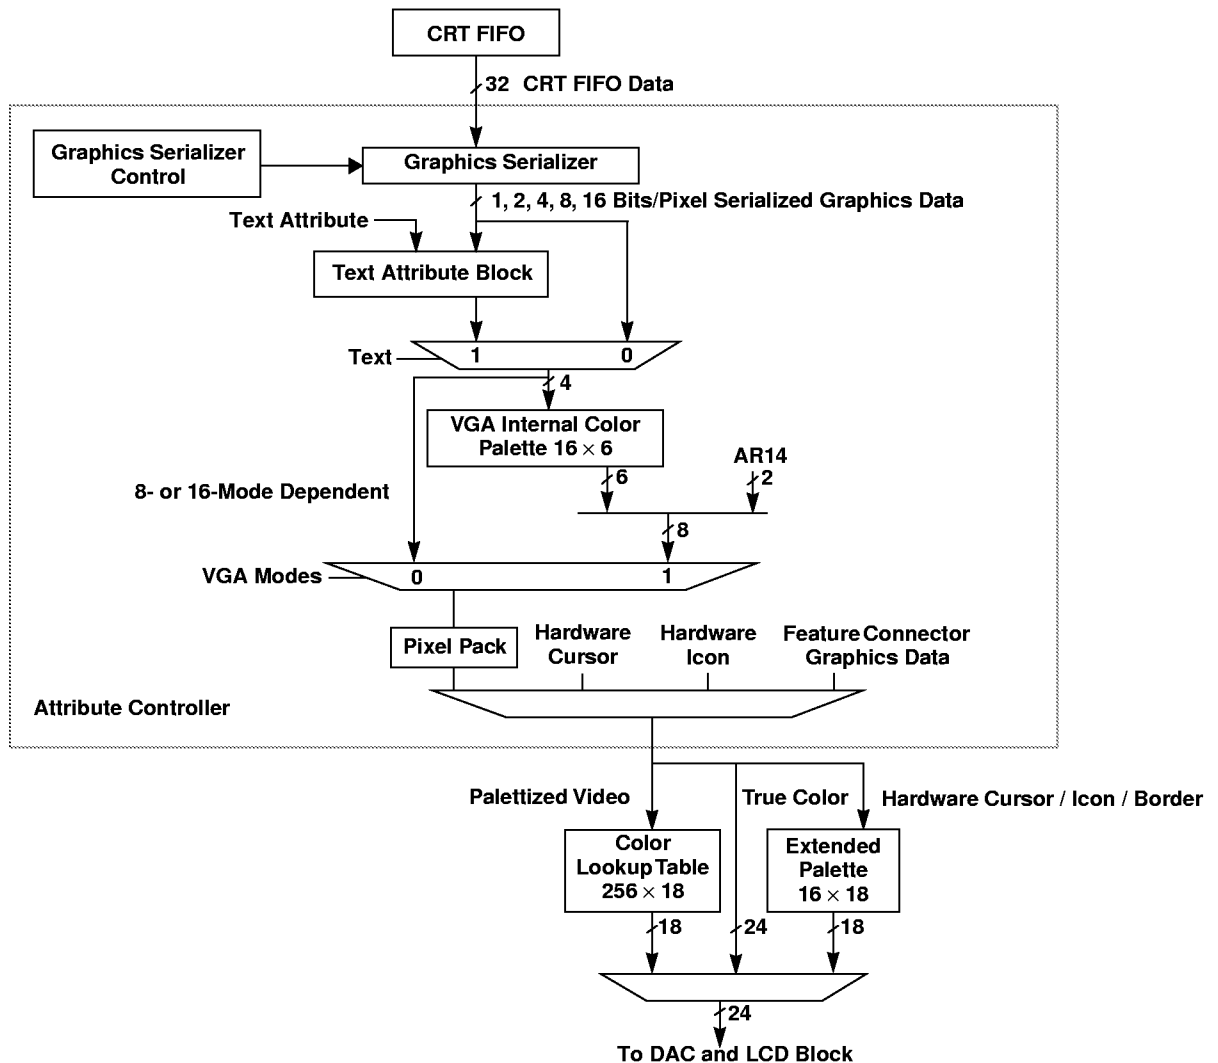 CRT FIFO
32 CRT FIFO Data
Graphics Serializer
Control
Graphics Serializer
1, 2, 4, 8, 16 Bits/Pixel Serialized Graphics Data
Text Attribute
Text Attribute Block
Text
1
0
4
VGA Internal Color
Palette 16 × 6
AR14
6
2
8- or 16-Mode Dependent
8
VGA Modes
0
1
Pixel Pack
Hardware
Cursor
Hardware
Icon
Feature Connector
Graphics Data
Attribute Controller
Palettized Video
True Color
Hardware Cursor / Icon / Border
Color
Lookup Table
256 × 18
Extended
Palette
16 × 18
18
24
18
24
To DAC and LCD Block